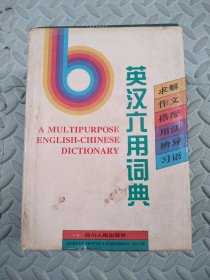 英汉六用词典
求解
作文
搭配
用法
辨异
习语
A MULTIPURPOSE
ENGLISH-CHINESE
DICTIONARY
四川人民出版社
SICHUAN PEOPLE'S PUBLISHING HOUSE